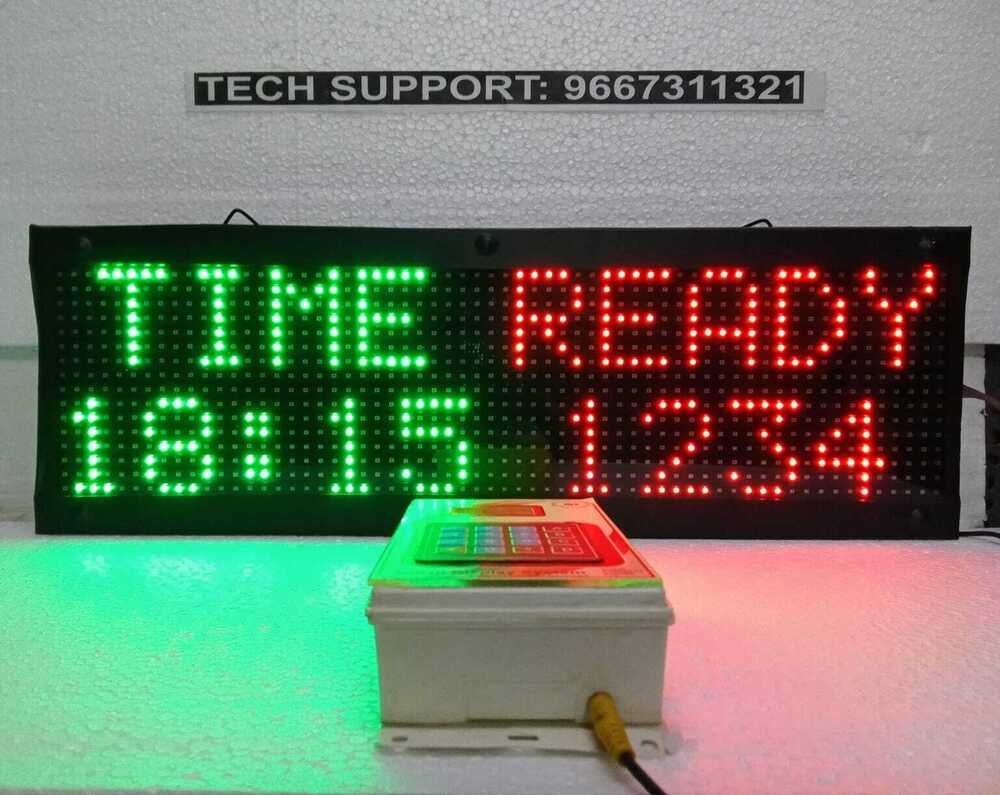 TECH SUPPORT: 9667311321
TIME READY
18:15 1234